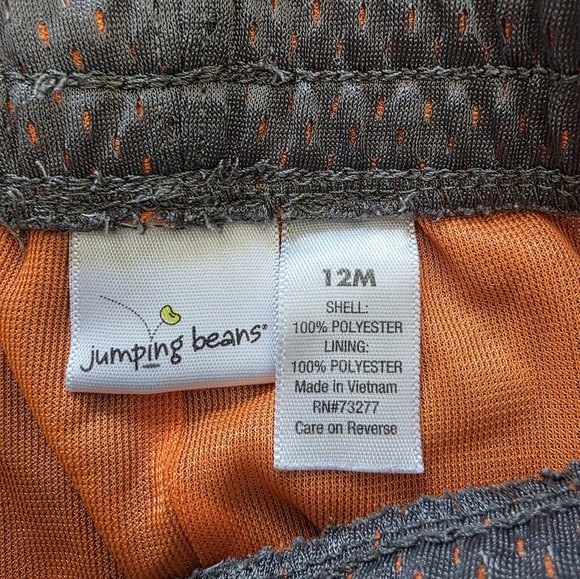 jumping beans®
12M
SHELL:
100% POLYESTER
LINING:
100% POLYESTER
Made in Vietnam
RN#73277
Care on Reverse